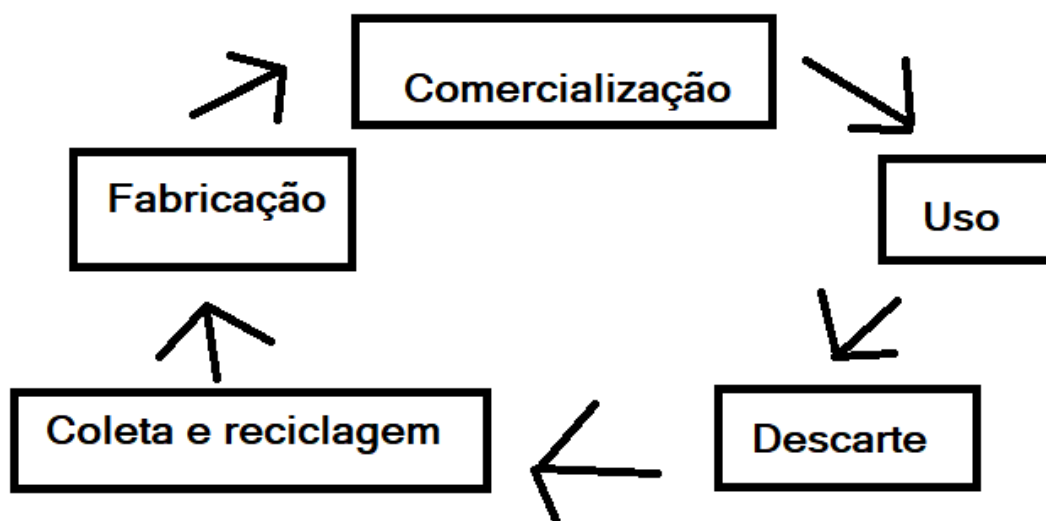 Comercialização
Fabricação
Uso
Coleta e reciclagem
Descarte